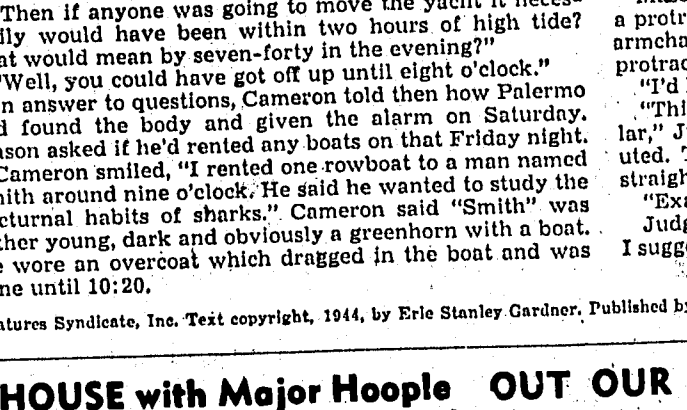 "Then if anyone was going to move the yacht it neces-
ily would have been within two hours of high tide?
at would mean by seven-forty in the evening?"
"Well, you could have got off up until eight o'clock."
n answer to questions, Cameron told then how Palermo
d found the body and given the alarm on Saturday.
ason asked if he'd rented any boats on that Friday night.
Cameron smiled, "I rented one rowboat to a man named
mith around nine o'clock. He said he wanted to study the
cturnal habits of sharks." Cameron said "Smith" was
ther young, dark and obviously a greenhorn with a boat.
e wore an overcoat which dragged in the boat and was
ne until 10:20.
atures Syndicate, Inc. Text copyright, 1944, by Erle Stanley Gardner. Published b
a protr
armcha
protrac
"I'd
"Thi
lar," J
uted.
straigh
"Exa
Judg
I sugg
HOUSE with Major Hoople
OUT OUR